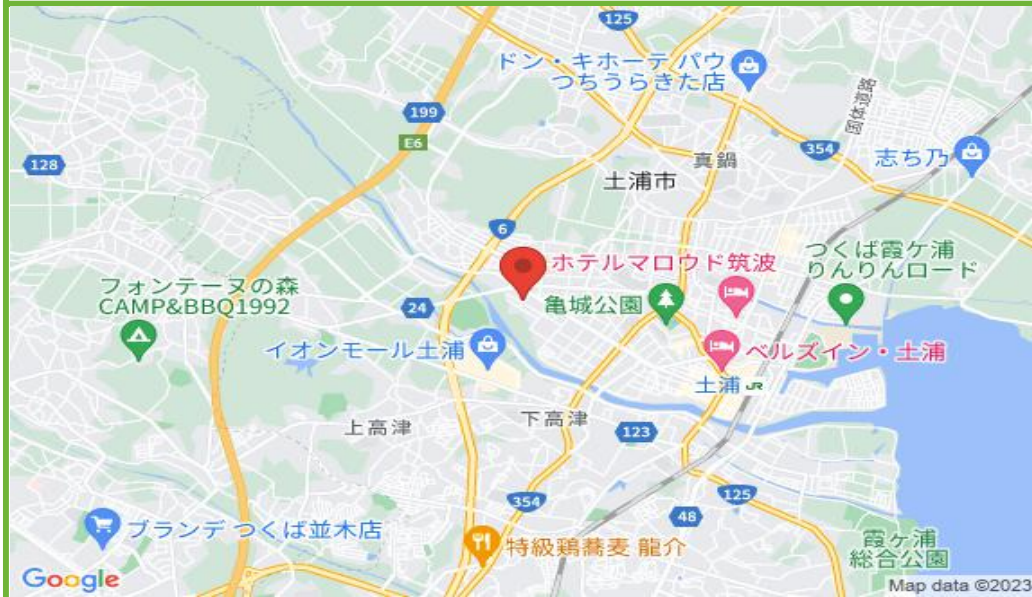 125
ドン・キホーテ パウ
つちうらきた店
199
E6
国体道路
354
128
真鍋
志ち乃
土浦市
6
つくば霞ケ浦
りんりんロード
ホテルマロウド筑波
フォンテーヌの森
CAMP&BBQ1992
24
亀城公園
イオンモール土浦
ベルズイン・土浦
土浦 JR
上高津
下高津
123
354
125
48
ブランデ つくば並木店
特級鶏蕎麦 龍介
霞ケ浦
総合公園
Google
Map data ©2023